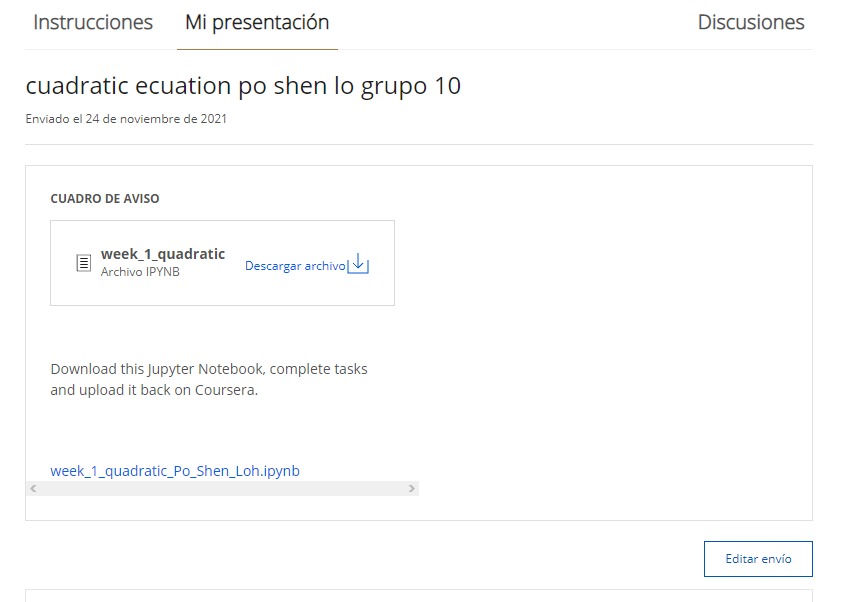 Instrucciones Mi presentación Discusiones
cuadratic ecuation po shen lo grupo 10
Enviado el 24 de noviembre de 2021
CUADRO DE AVISO
week_1_quadratic
Archivo IPYNB
Descargar archivo
Download this Jupyter Notebook, complete tasks
and upload it back on Coursera.
week_1_quadratic_Po_Shen_Loh.ipynb
Editar envío